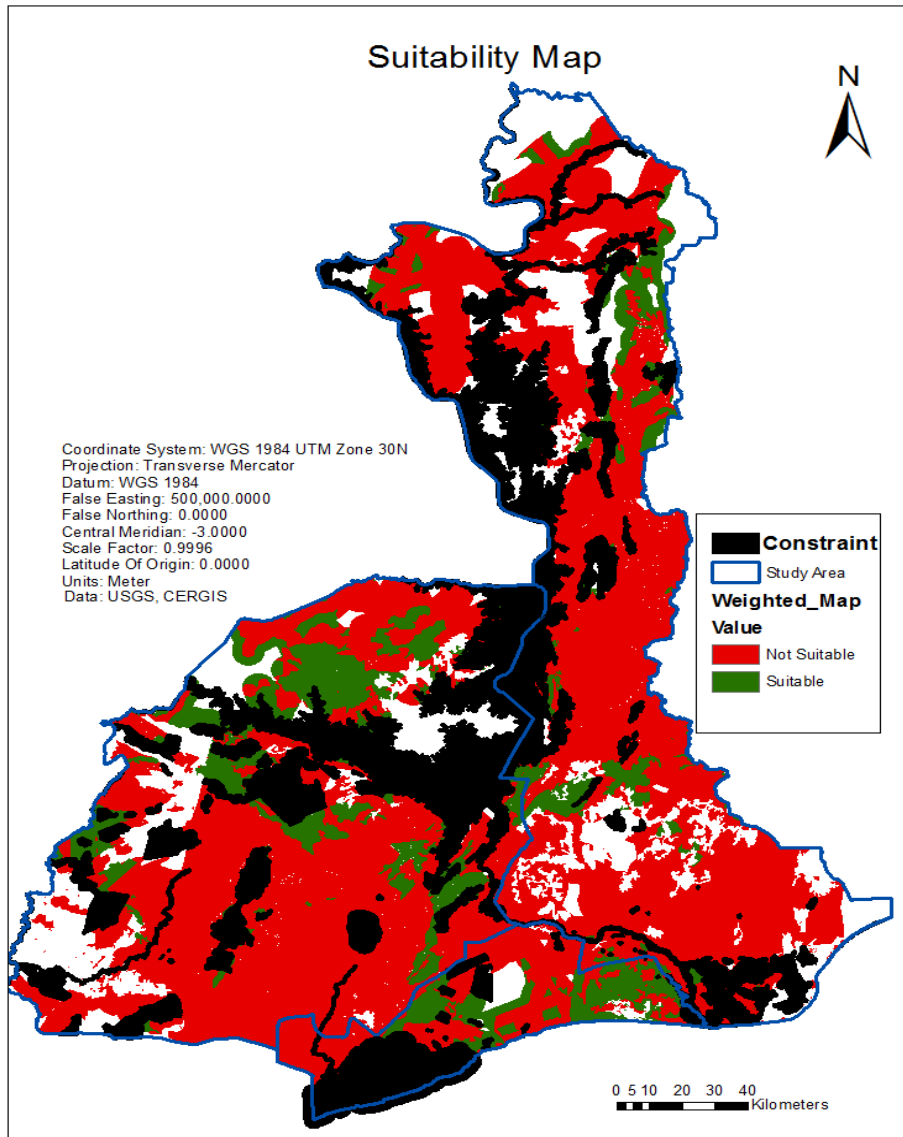 Suitability Map
N
Coordinate System: WGS 1984 UTM Zone 30N
Projection: Transverse Mercator
Datum: WGS 1984
False Easting: 500,000.0000
False Northing: 0.0000
Central Meridian: -3.0000
Scale Factor: 0.9996
Latitude Of Origin: 0.0000
Units: Meter
Data: USGS, CERGIS
Constraint
Study Area
Weighted_Map
Value
Not Suitable
Suitable
0 5 10 20 30 40
Kilometers